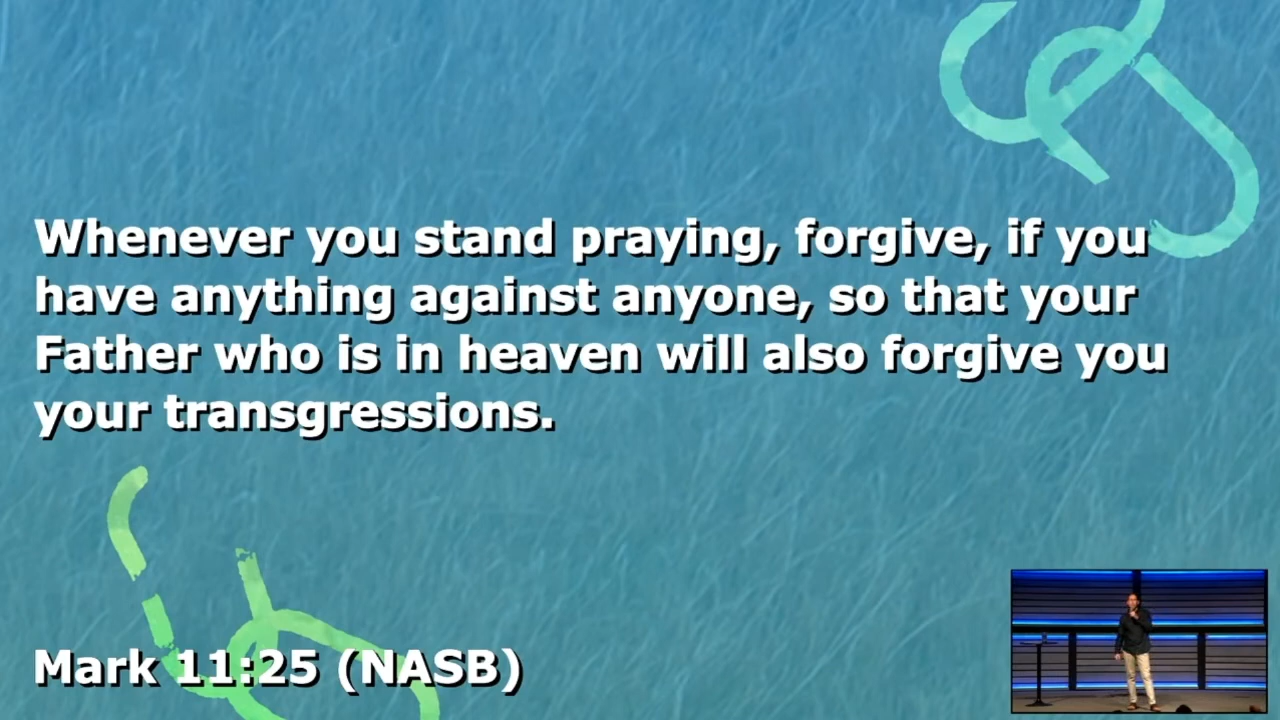 Whenever you stand praying, forgive, if you
have anything against anyone, so that your
Father who is in heaven will also forgive you
your transgressions.
Mark 11:25 (NASB)